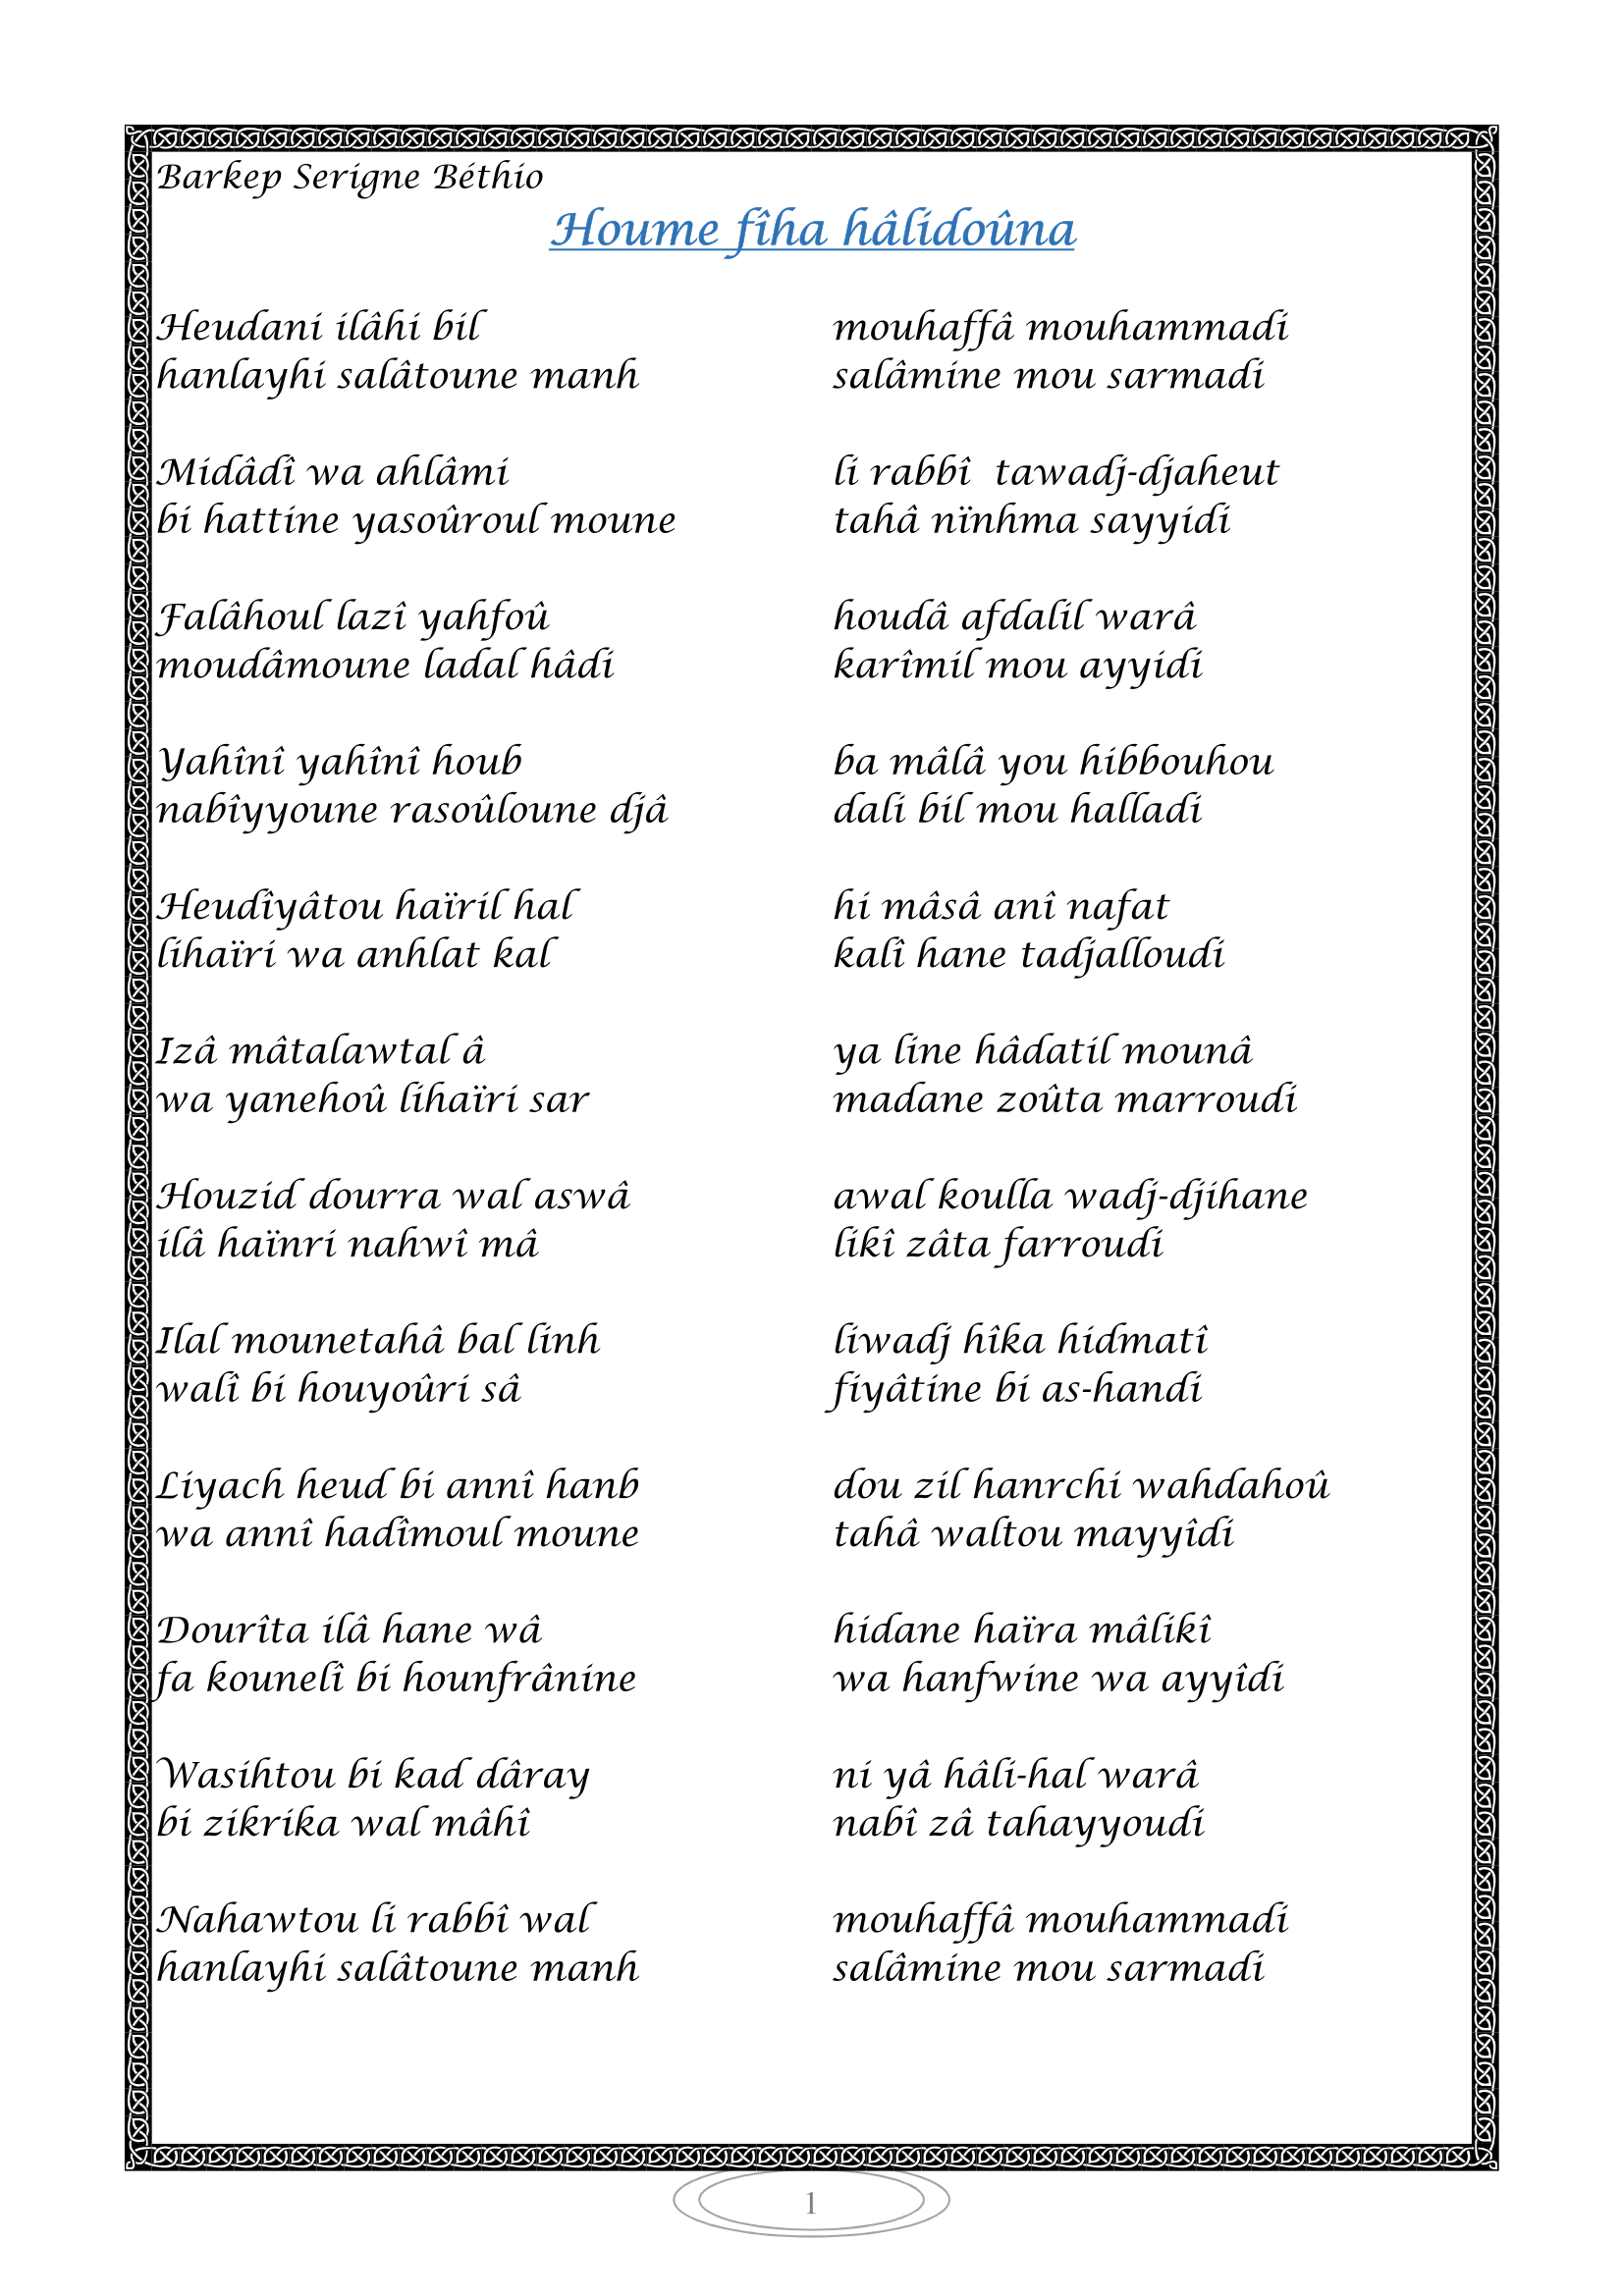 Barkep Serigne Béthio
Houme fîha hâlidoûna
Heudani ilâhi bil mouhaffâ mouhammadi
hanlayhi salâtoune manh salâmine mou sarmadi
Midâdî wa ahlâmi li rabbî tawadj-djaheut
bi hattine yasoûroul moune tahâ nïnhma sayyidi
Falâhoul lazî yahfoû houdâ afdalil warâ
moudâmoune ladal hâdi karîmil mou ayyidi
Yahînî yahînî houb ba mâlâ you hibbouhou
nabîyyoune rasoûloune djâ dali bil mou halladi
Heudîyâtou haïril hal hi mâsâ anî nafat
lihaïri wa anhlat kal kalî hane tadjalloudi
Izâ mâtalawtal â ya line hâdatil mounâ
wa yanehoû lihaïri sar madane zoûta marroudi
Houzid dourra wal aswâ awal koulla wadj-djihane
ilâ haïnri nahwî mâ likî zâta farroudi
Ilal mounetahâ bal linh liwadj hîka hidmatî
walî bi houyoûri sâ fiyâtine bi as-handi
Liyach heud bi annî hanb dou zil hanrchi wahdahoû
wa annî hadîmoul moune tahâ waltou mayyîdi
Dourîta ilâ hane wâ hidane haïra mâlikî
fa kounelî bi hounfrânine wa hanfwine wa ayyîdi
Wasihtou bi kad dâray ni yâ hâli-hal warâ
bi zikrika wal mâhî nabî zâ tahayyoudi
Nahawtou li rabbî wal mouhaffâ mouhammadi
hanlayhi salâtoune manh salâmine mou sarmadi
1